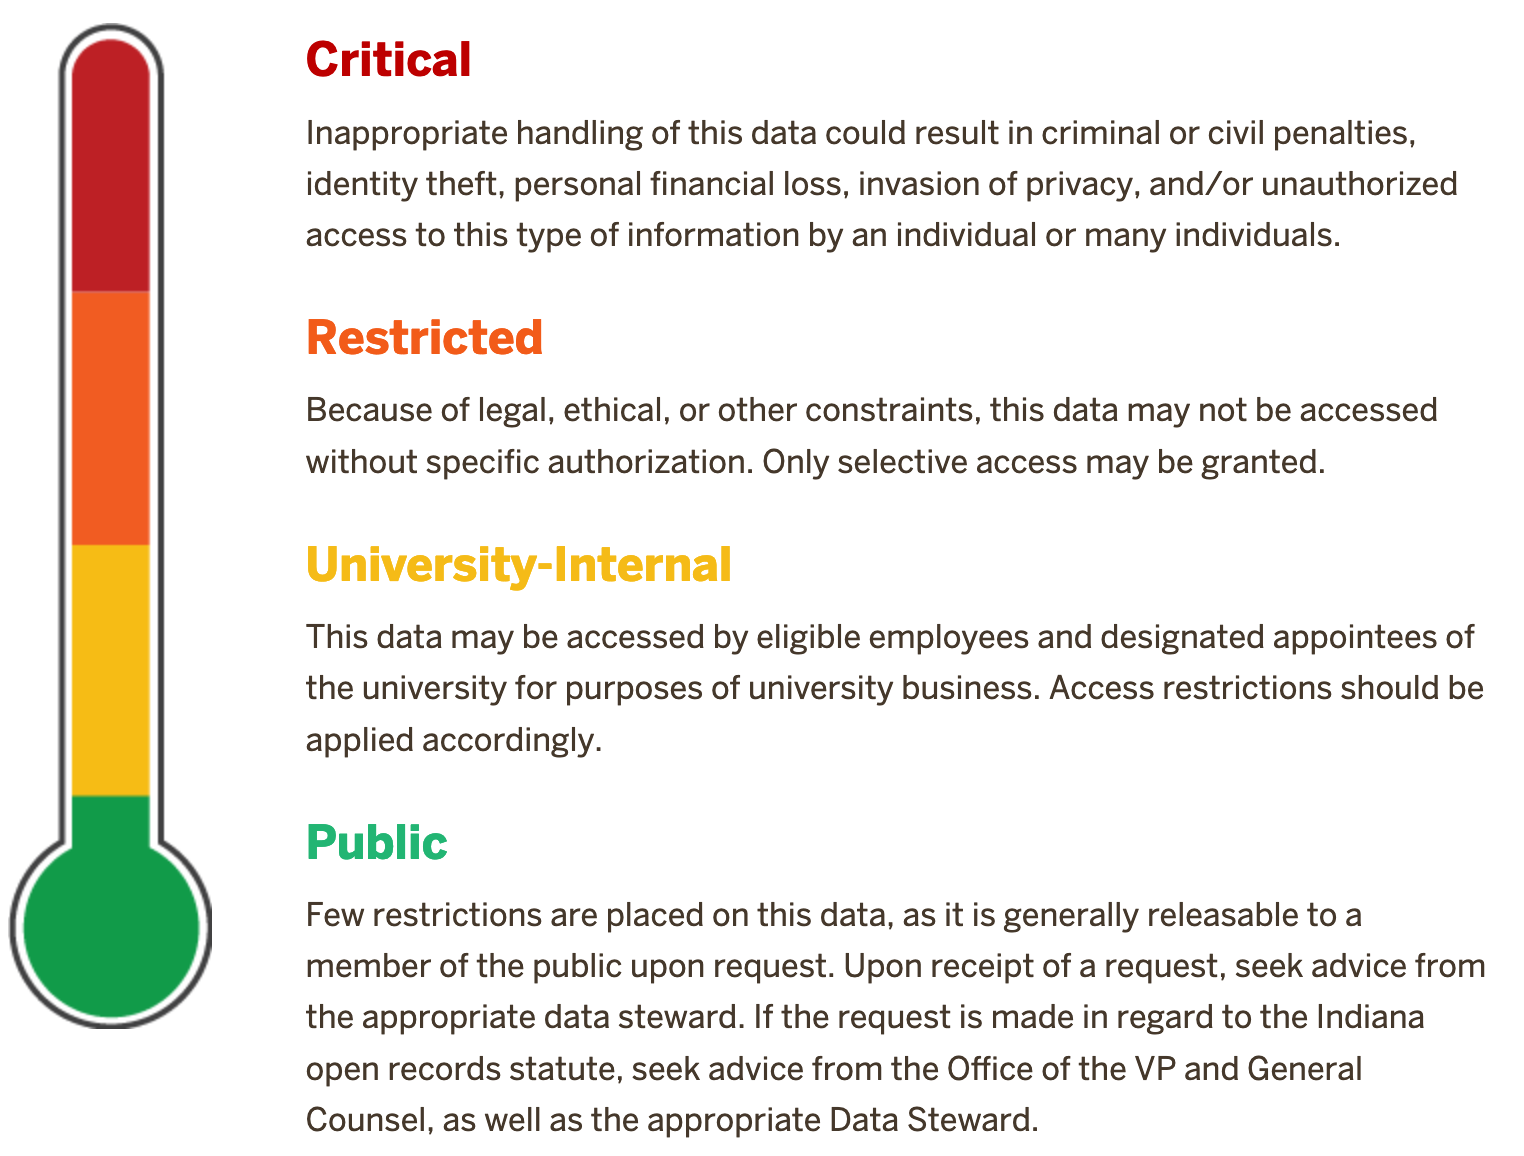 Critical
Inappropriate handling of this data could result in criminal or civil penalties,
identity theft, personal financial loss, invasion of privacy, and/or unauthorized
access to this type of information by an individual or many individuals.
Restricted
Because of legal, ethical, or other constraints, this data may not be accessed
without specific authorization. Only selective access may be granted.
University-Internal
This data may be accessed by eligible employees and designated appointees of
the university for purposes of university business. Access restrictions should be
applied accordingly.
Public
Few restrictions are placed on this data, as it is generally releasable to a
member of the public upon request. Upon receipt of a request, seek advice from
the appropriate data steward. If the request is made in regard to the Indiana
open records statute, seek advice from the Office of the VP and General
Counsel, as well as the appropriate Data Steward.